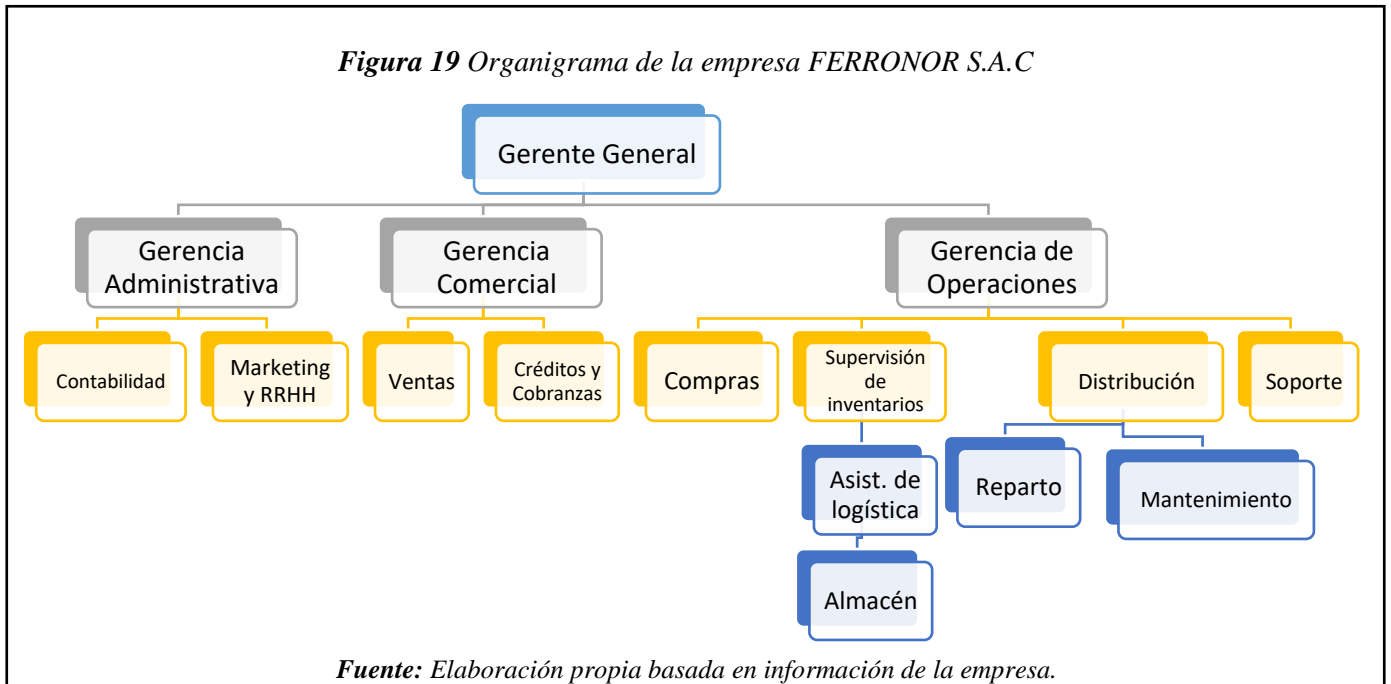 Figura 19 Organigrama de la empresa FERRONOR S.A.C
Gerente General
Gerencia
Administrativa
Gerencia
Comercial
Gerencia de
Operaciones
Contabilidad
Marketing
y RRHH
Ventas
Créditos y
Cobranzas
Compras
Supervisión
de
inventarios
Distribución
Soporte
Asist. de
logística
Reparto
Mantenimiento
Almacén
Fuente: Elaboración propia basada en información de la empresa.